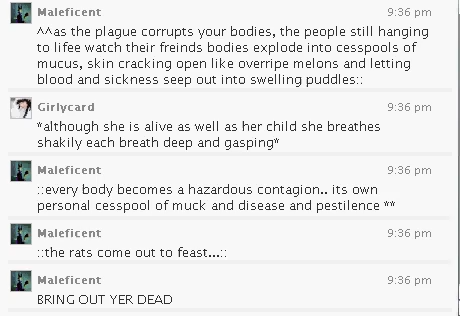 Maleficent 9:36 pm
^^as the plague corrupts your bodies, the people still hanging
to lifee watch their freinds bodies explode into cesspools of
mucus, skin cracking open like overripe melons and letting
blood and sickness seep out into swelling puddles::
Girlycard 9:36 pm
*although she is alive as well as her child she breathes
shakily each breath deep and gasping*
Maleficent 9:36 pm
::every body becomes a hazardous contagion.. its own
personal cesspool of muck and disease and pestilence **
Maleficent 9:36 pm
::the rats come out to feast...::
Maleficent 9:36 pm
BRING OUT YER DEAD